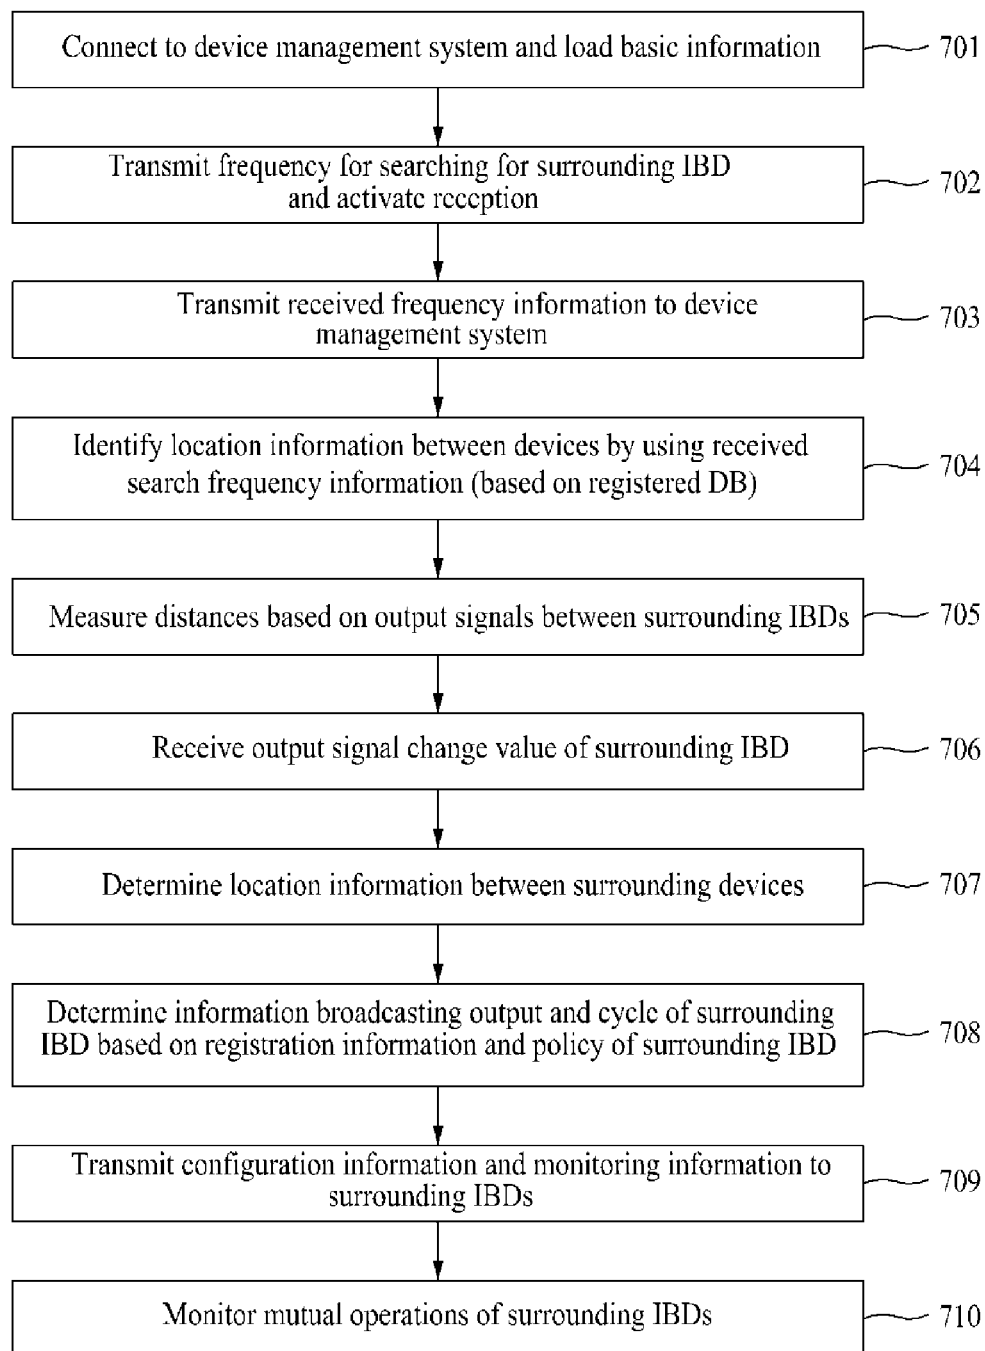 Connect to device management system and load basic information
701
Transmit frequency for searching for surrounding IBD
and activate reception
702
Transmit received frequency information to device
management system
703
Identify location information between devices by using received
search frequency information (based on registered DB)
704
Measure distances based on output signals between surrounding IBDs
705
Receive output signal change value of surrounding IBD
706
Determine location information between surrounding devices
707
Determine information broadcasting output and cycle of surrounding
IBD based on registration information and policy of surrounding IBD
708
Transmit configuration information and monitoring information to
surrounding IBDs
709
Monitor mutual operations of surrounding IBDs
710